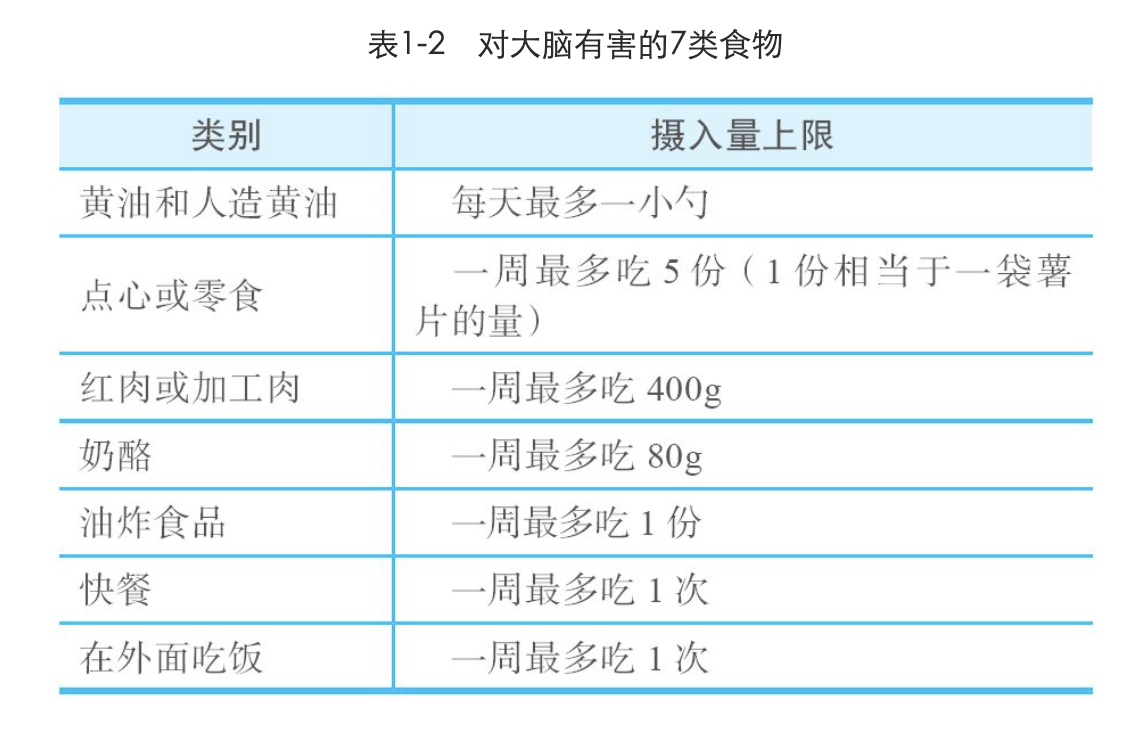 表1-2 对大脑有害的7类食物
类别 摄入量上限
黄油和人造黄油 每天最多一小勺
点心或零食 一周最多吃 5 份（1 份相当于一袋薯
片的量）
红肉或加工肉 一周最多吃 400g
奶酪 一周最多吃 80g
油炸食品 一周最多吃 1 份
快餐 一周最多吃 1 次
在外面吃饭 一周最多吃 1 次